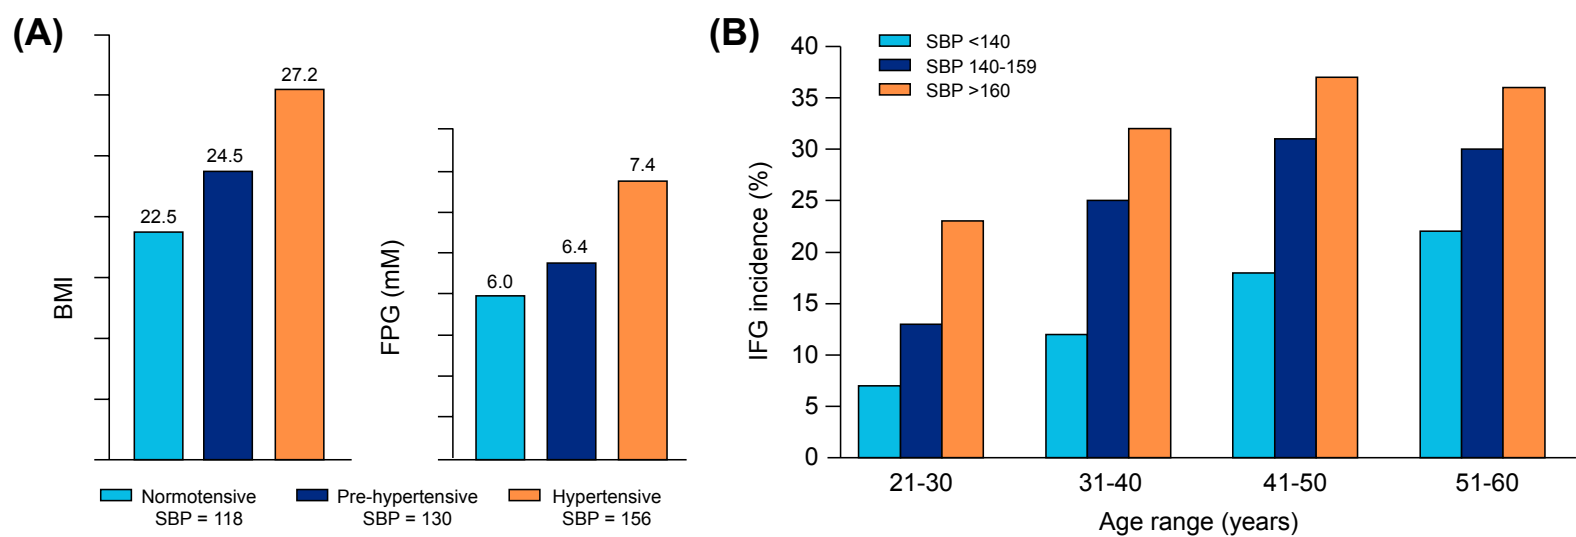 (A)
BMI
22.5
24.5
27.2
FPG (mM)
6.0
6.4
7.4
Normotensive
SBP = 118
Pre-hypertensive
SBP = 130
Hypertensive
SBP = 156
(B)
SBP <140
SBP 140-159
SBP >160
IFG incidence (%)
40
35
30
25
20
15
10
5
0
21-30
31-40
41-50
51-60
Age range (years)